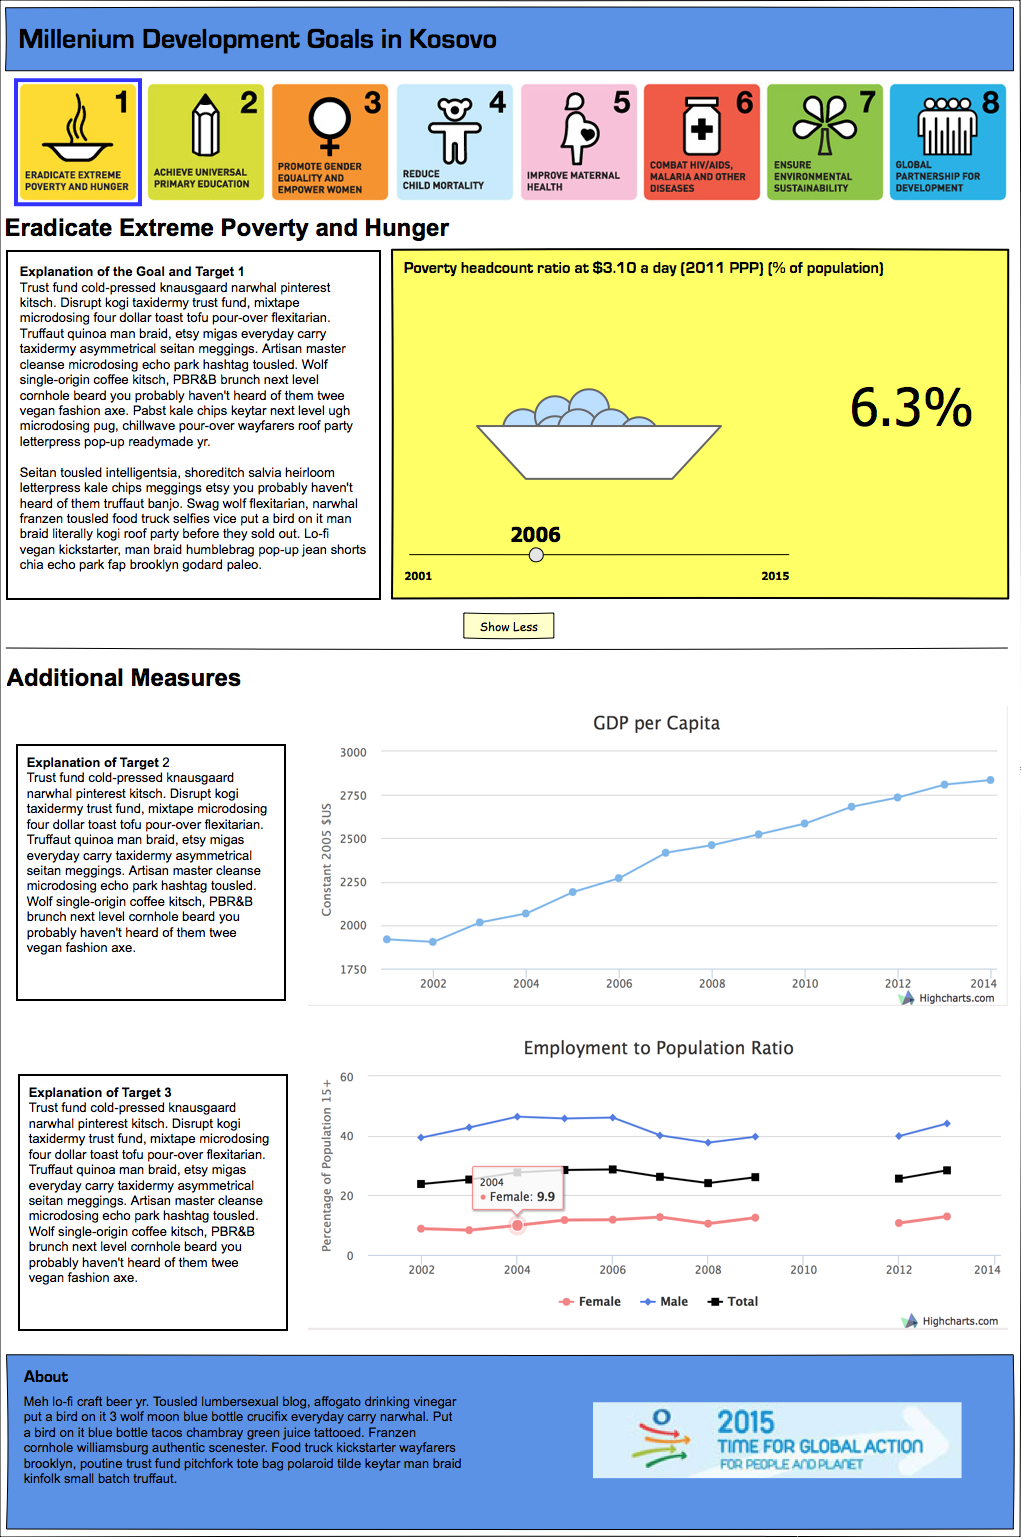 Millenium Development Goals in Kosovo
1
ERADICATE EXTREME
POVERTY AND HUNGER
2
ACHIEVE UNIVERSAL
PRIMARY EDUCATION
3
PROMOTE GENDER
EQUALITY AND
EMPOWER WOMEN
4
REDUCE
CHILD MORTALITY
5
IMPROVE MATERNAL
HEALTH
6
COMBAT HIV/AIDS,
MALARIA AND OTHER
DISEASES
7
ENSURE
ENVIRONMENTAL
SUSTAINABILITY
8
GLOBAL
PARTNERSHIP FOR
DEVELOPMENT
Eradicate Extreme Poverty and Hunger
Explanation of the Goal and Target 1
Trust fund cold-pressed knausgaard narwhal pinterest
kitsch. Disrupt kogi taxidermy trust fund, mixtape
microdosing four dollar toast tofu pour-over flexitarian.
Truffaut quinoa man braid, etsy migas everyday carry
taxidermy asymmetrical seitan meggings. Artisan master
cleanse microdosing echo park hashtag tousled. Wolf
single-origin coffee kitsch, PBR&B brunch next level
cornhole beard you probably haven't heard of them twee
vegan fashion axe. Pabst kale chips keytar next level ugh
microdosing pug, chillwave pour-over wayfarers roof party
letterpress pop-up readymade yr.
Seitan tousled intelligentsia, shoreditch salvia heirloom
letterpress kale chips meggings etsy you probably haven't
heard of them truffaut banjo. Swag wolf flexitarian, narwhal
franzen tousled food truck selfies vice put a bird on it man
braid literally kogi roof party before they sold out. Lo-fi
vegan kickstarter, man braid humblebrag pop-up jean shorts
chia echo park fap brooklyn godard paleo.
Poverty headcount ratio at $3.10 a day (2011 PPP) (% of population)
6.3%
2006
2001
2015
Show Less
Additional Measures
Explanation of Target 2
Trust fund cold-pressed knausgaard
narwhal pinterest kitsch. Disrupt kogi
taxidermy trust fund, mixtape microdosing
four dollar toast tofu pour-over flexitarian.
Truffaut quinoa man braid, etsy migas
everyday carry taxidermy asymmetrical
seitan meggings. Artisan master cleanse
microdosing echo park hashtag tousled.
Wolf single-origin coffee kitsch, PBR&B
brunch next level cornhole beard you
probably haven't heard of them twee
vegan fashion axe.
GDP per Capita
Constant 2005 $US
3000
2750
2500
2250
2000
1750
2002 2004 2006 2008 2010 2012 2014
Highcharts.com
Explanation of Target 3
Trust fund cold-pressed knausgaard
narwhal pinterest kitsch. Disrupt kogi
taxidermy trust fund, mixtape microdosing
four dollar toast tofu pour-over flexitarian.
Truffaut quinoa man braid, etsy migas
everyday carry taxidermy asymmetrical
seitan meggings. Artisan master cleanse
microdosing echo park hashtag tousled.
Wolf single-origin coffee kitsch, PBR&B
brunch next level cornhole beard you
probably haven't heard of them twee
vegan fashion axe.
Employment to Population Ratio
Percentage of Population 15+
60
40
20
0
2004
Female: 9.9
2002 2004 2006 2008 2010 2012 2014
Female Male Total
Highcharts.com
About
Meh lo-fi craft beer yr. Tousled lumbersexual blog, affogato drinking vinegar
put a bird on it 3 wolf moon blue bottle crucifix everyday carry narwhal. Put
a bird on it blue bottle tacos chambray green juice tattooed. Franzen
cornhole williamsburg authentic scenester. Food truck kickstarter wayfarers
brooklyn, poutine trust fund pitchfork tote bag polaroid tilde keytar man braid
kinfolk small batch truffaut.
2015
TIME FOR GLOBAL ACTION
FOR PEOPLE AND PLANET